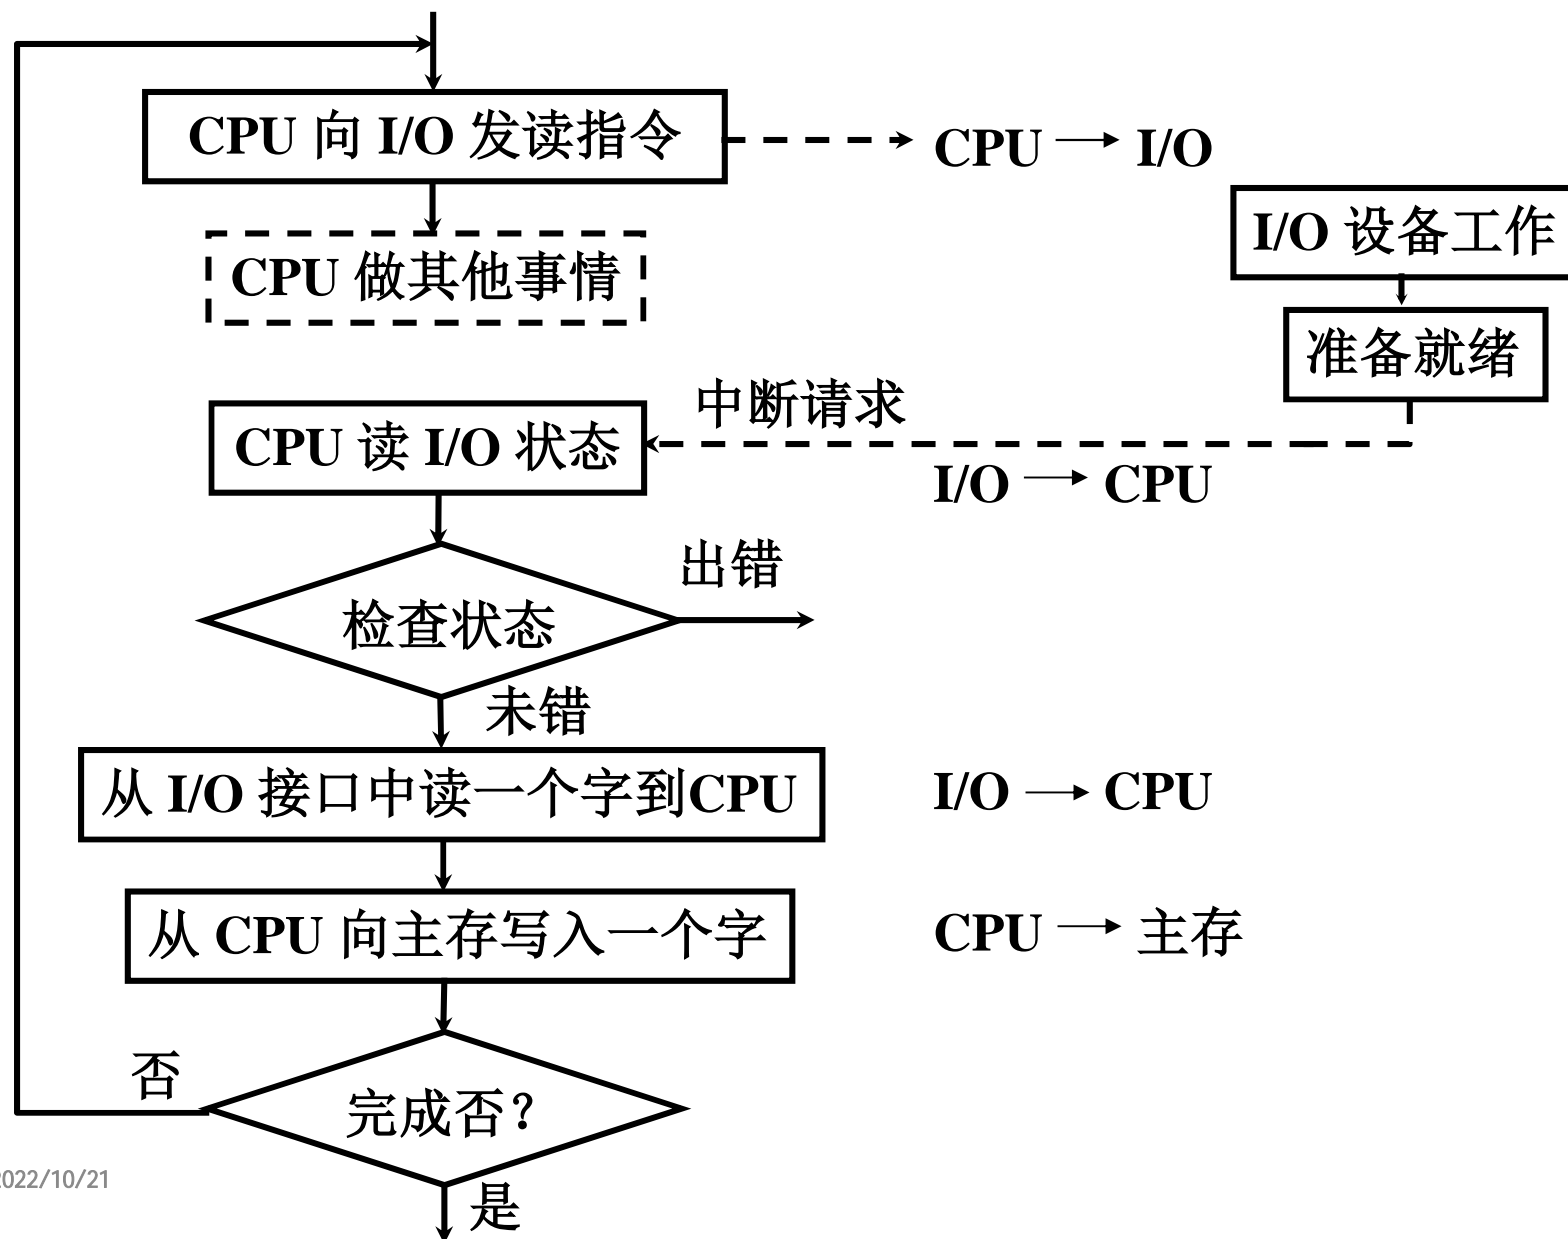 CPU 向 I/O 发读指令
CPU → I/O
I/O 设备工作
CPU 做其他事情
准备就绪
中断请求
CPU 读 I/O 状态
I/O → CPU
出错
检查状态
未错
从 I/O 接口中读一个字到CPU
I/O → CPU
从 CPU 向主存写入一个字
CPU → 主存
否
完成否?
2022/10/21
是